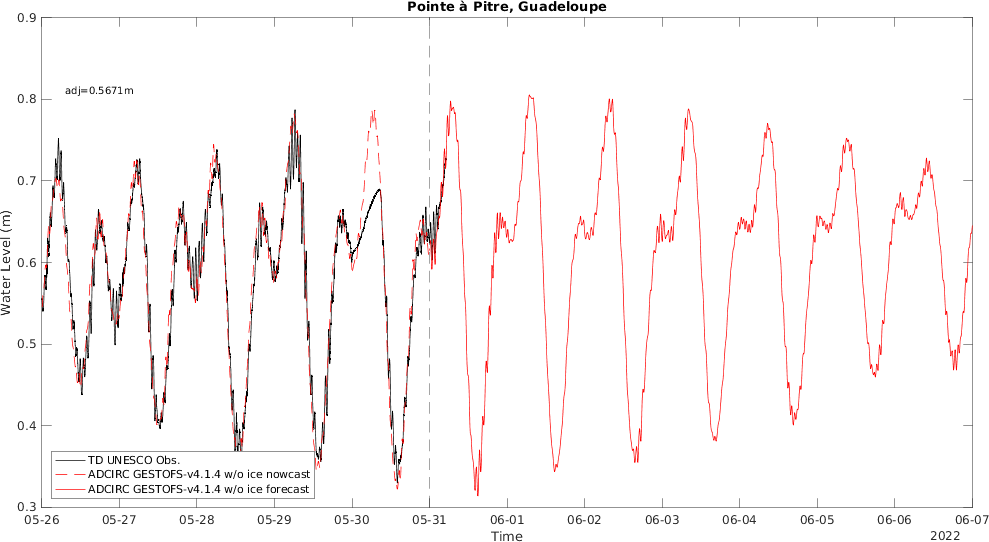 Pointe à Pitre, Guadeloupe
0.9
0.8
0.7
0.6
0.5
0.4
0.3
Water Level (m)
adj=0.5671m
TD UNESCO Obs.
ADCIRC GESTOFS-v4.1.4 w/o ice nowcast
ADCIRC GESTOFS-v4.1.4 w/o ice forecast
05-26 05-27 05-28 05-29 05-30 05-31 06-01 06-02 06-03 06-04 06-05 06-06 06-07
Time
2022